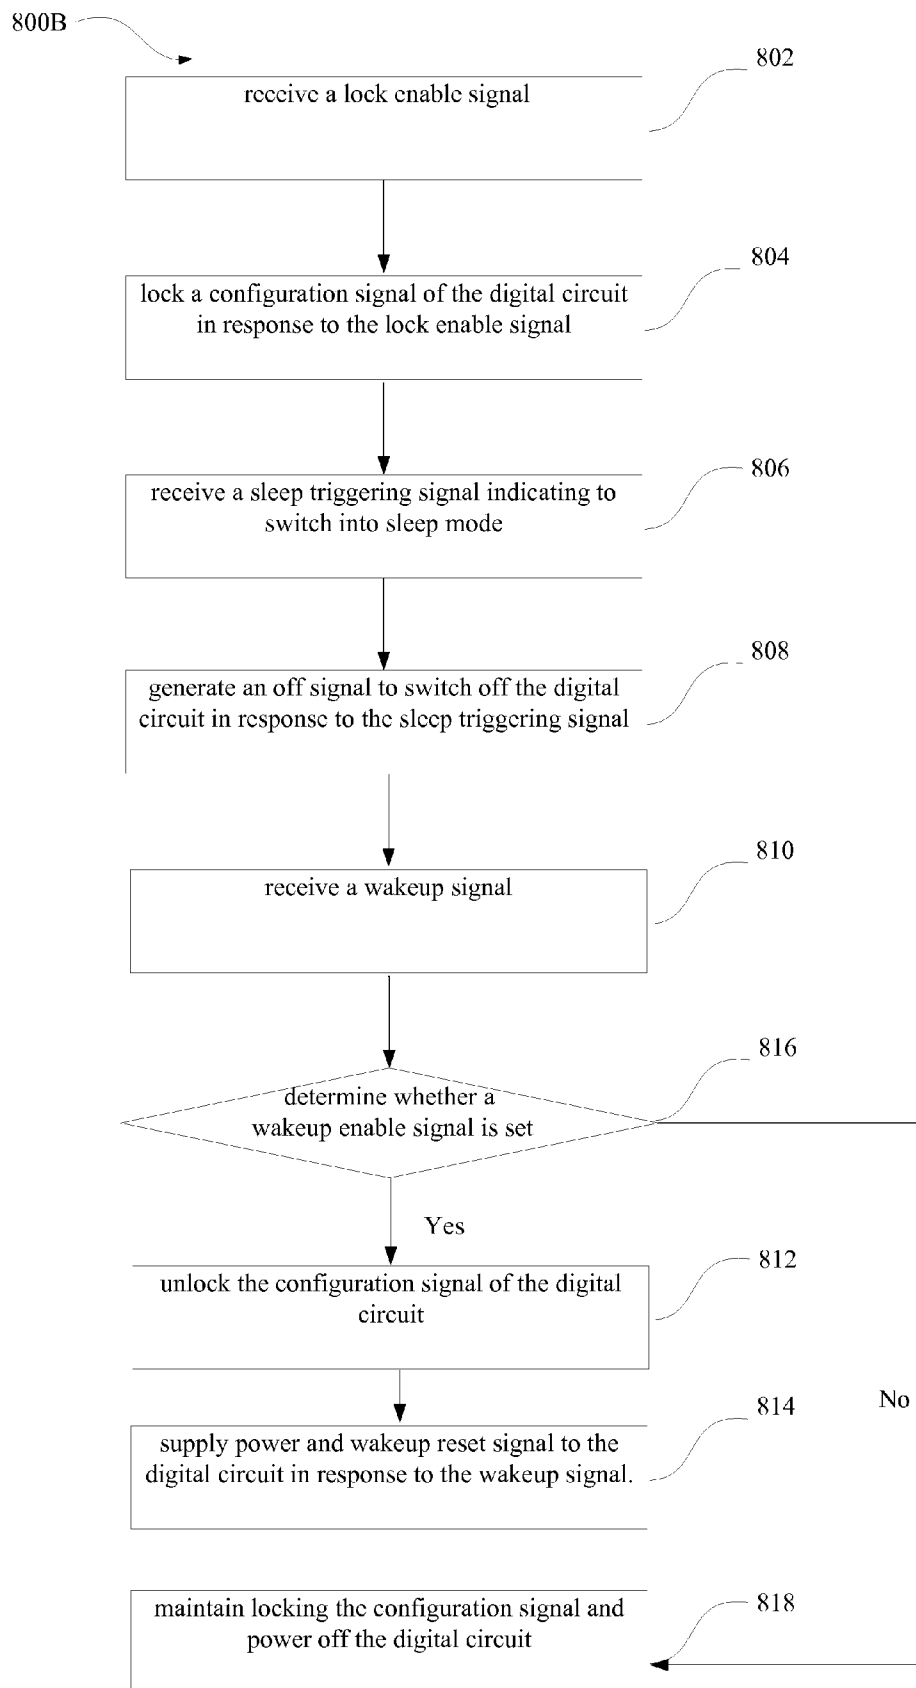 800B
802
receive a lock enable signal
804
lock a configuration signal of the digital circuit
in response to the lock enable signal
806
receive a sleep triggering signal indicating to
switch into sleep mode
808
generate an off signal to switch off the digital
circuit in response to the sleep triggering signal
810
receive a wakeup signal
816
determine whether a
wakeup enable signal is set
Yes
812
unlock the configuration signal of the digital
circuit
814
No
supply power and wakeup reset signal to the
digital circuit in response to the wakeup signal.
818
maintain locking the configuration signal and
power off the digital circuit